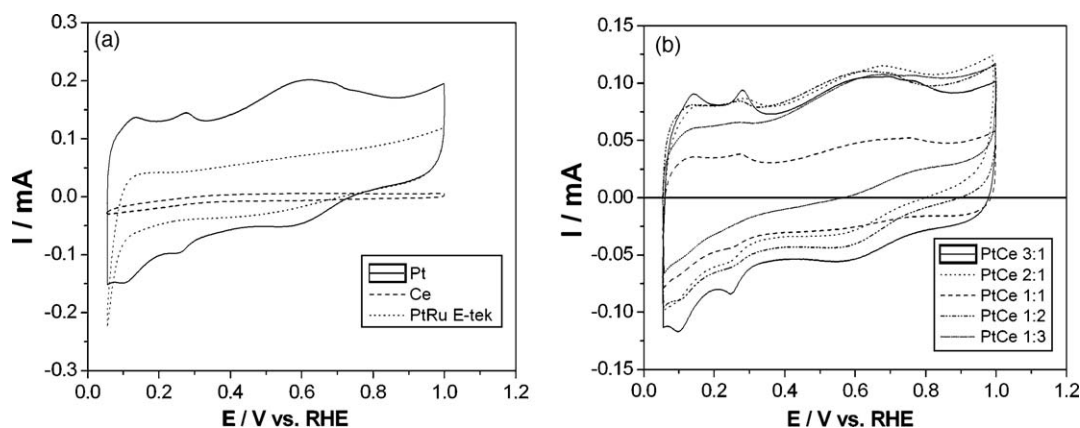 (a)
I / mA
0.3
0.2
0.1
0.0
-0.1
-0.2
-0.3
Pt
Ce
PtRu E-tek
0.0 0.2 0.4 0.6 0.8 1.0 1.2
E / V vs. RHE
(b)
I / mA
0.15
0.10
0.05
0.00
-0.05
-0.10
-0.15
PtCe 3:1
PtCe 2:1
PtCe 1:1
PtCe 1:2
PtCe 1:3
0.0 0.2 0.4 0.6 0.8 1.0 1.2
E / V vs. RHE